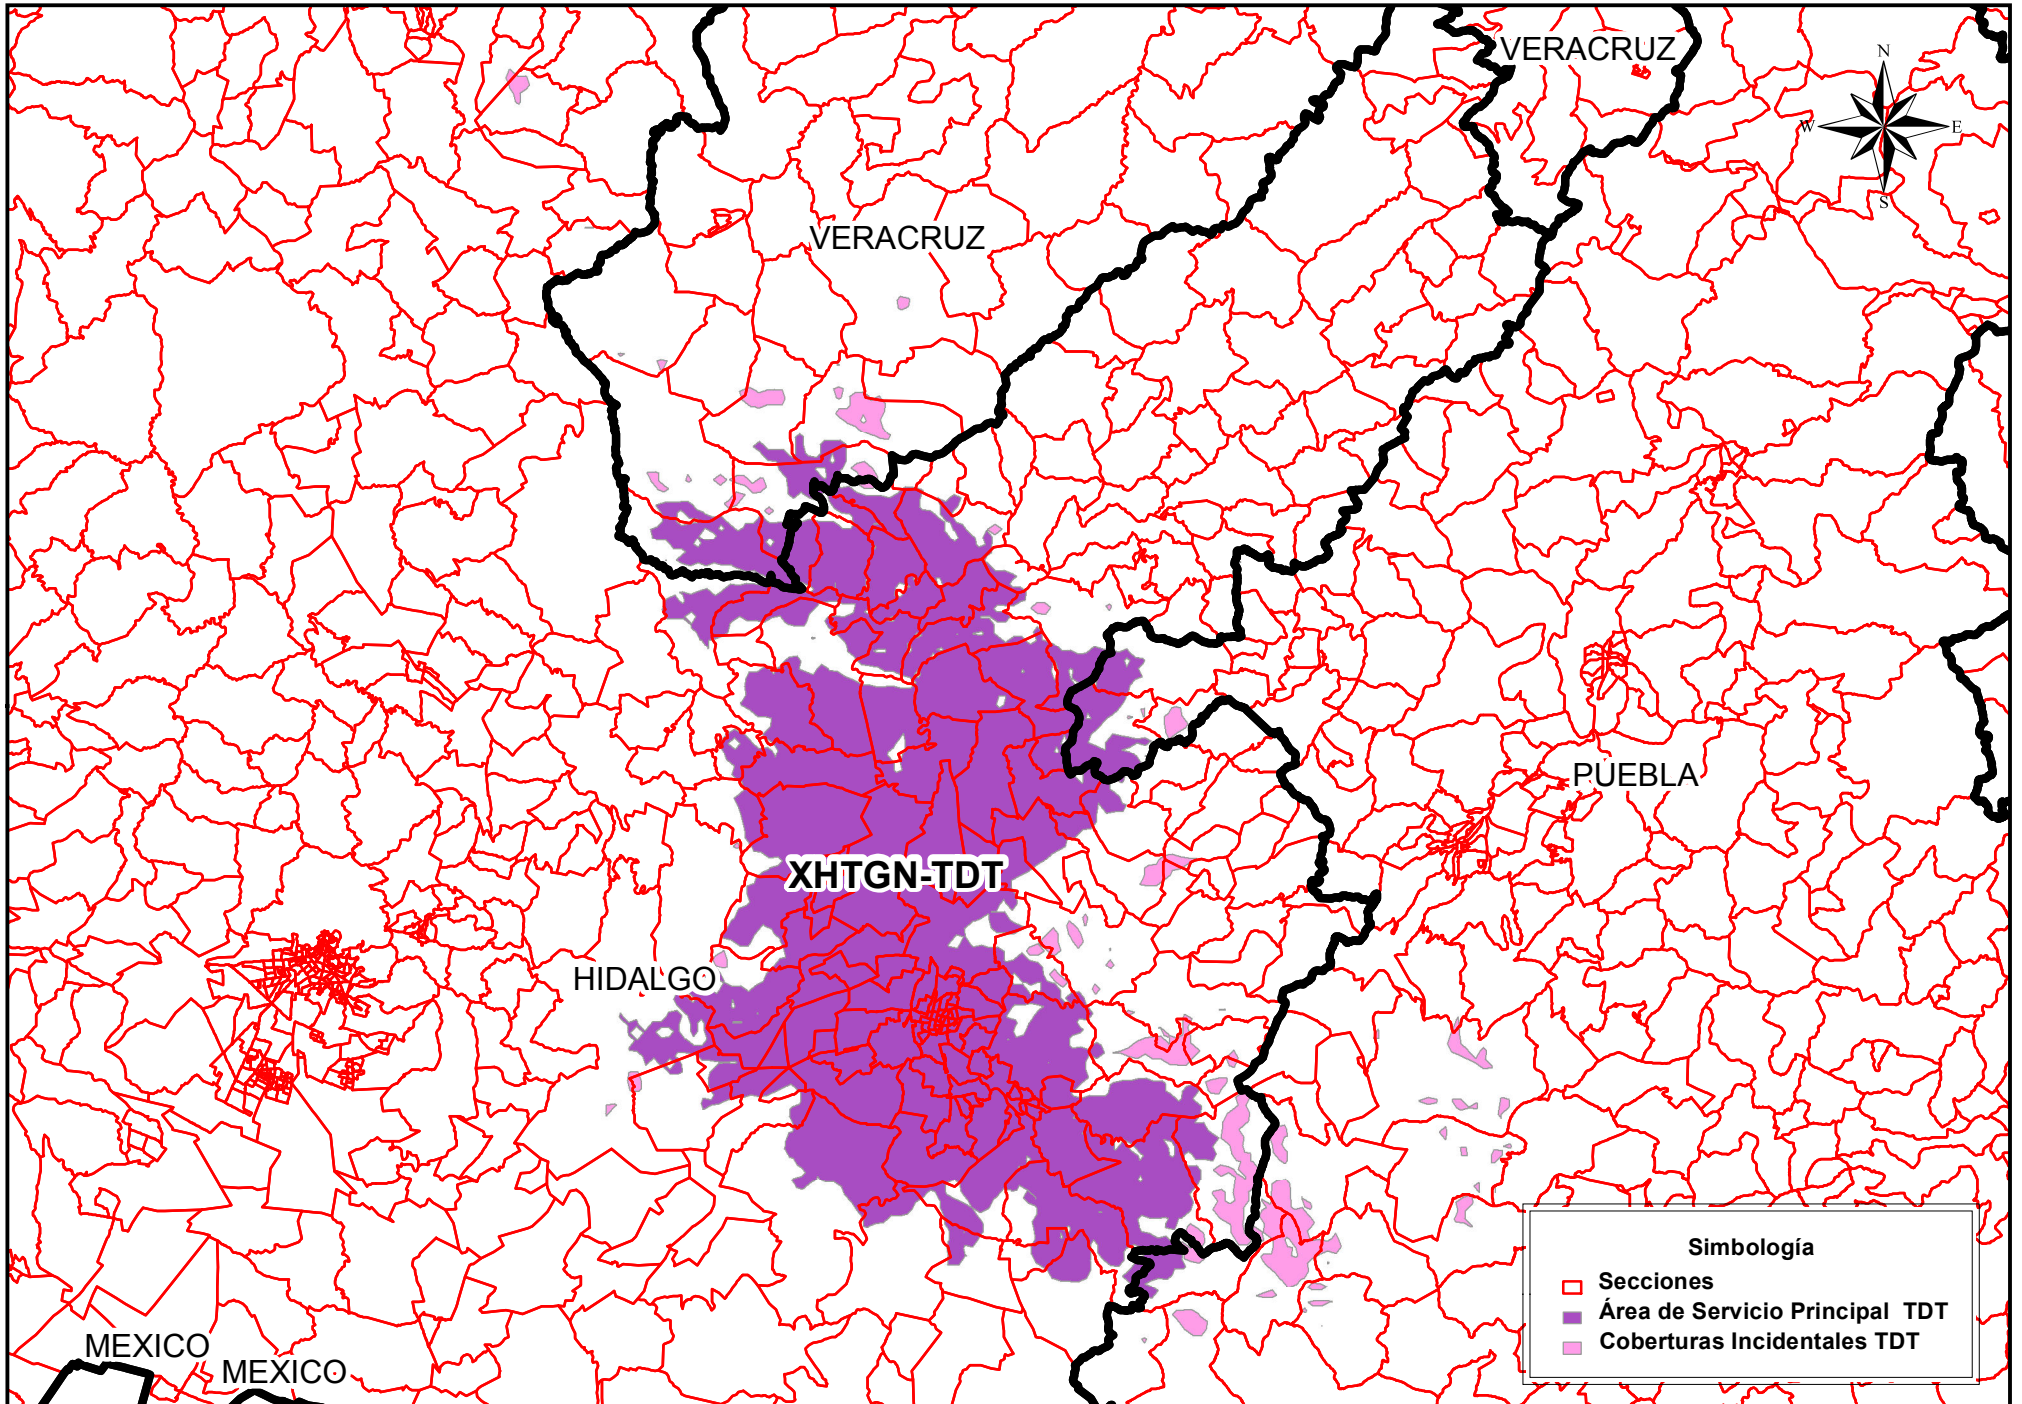 VERACRUZ
N
W
E
S
VERACRUZ
PUEBLA
XHTGN-TDT
HIDALGO
Simbología
Secciones
Área de Servicio Principal TDT
Coberturas Incidentales TDT
MEXICO
MEXICO